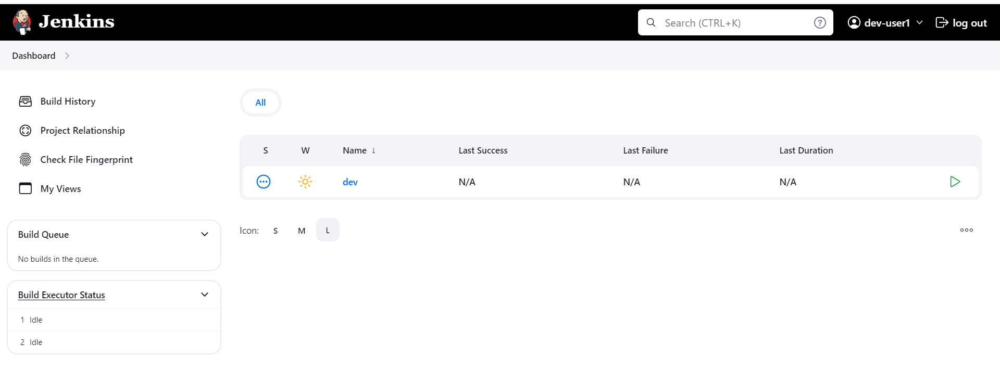 Jenkins
Search (CTRL+K)
dev-user1
log out
Dashboard
Build History
Project Relationship
Check File Fingerprint
My Views
Build Queue
No builds in the queue.
Build Executor Status
1 Idle
2 Idle
All
S W Name ↓ Last Success Last Failure Last Duration
dev N/A N/A N/A
Icon: S M L